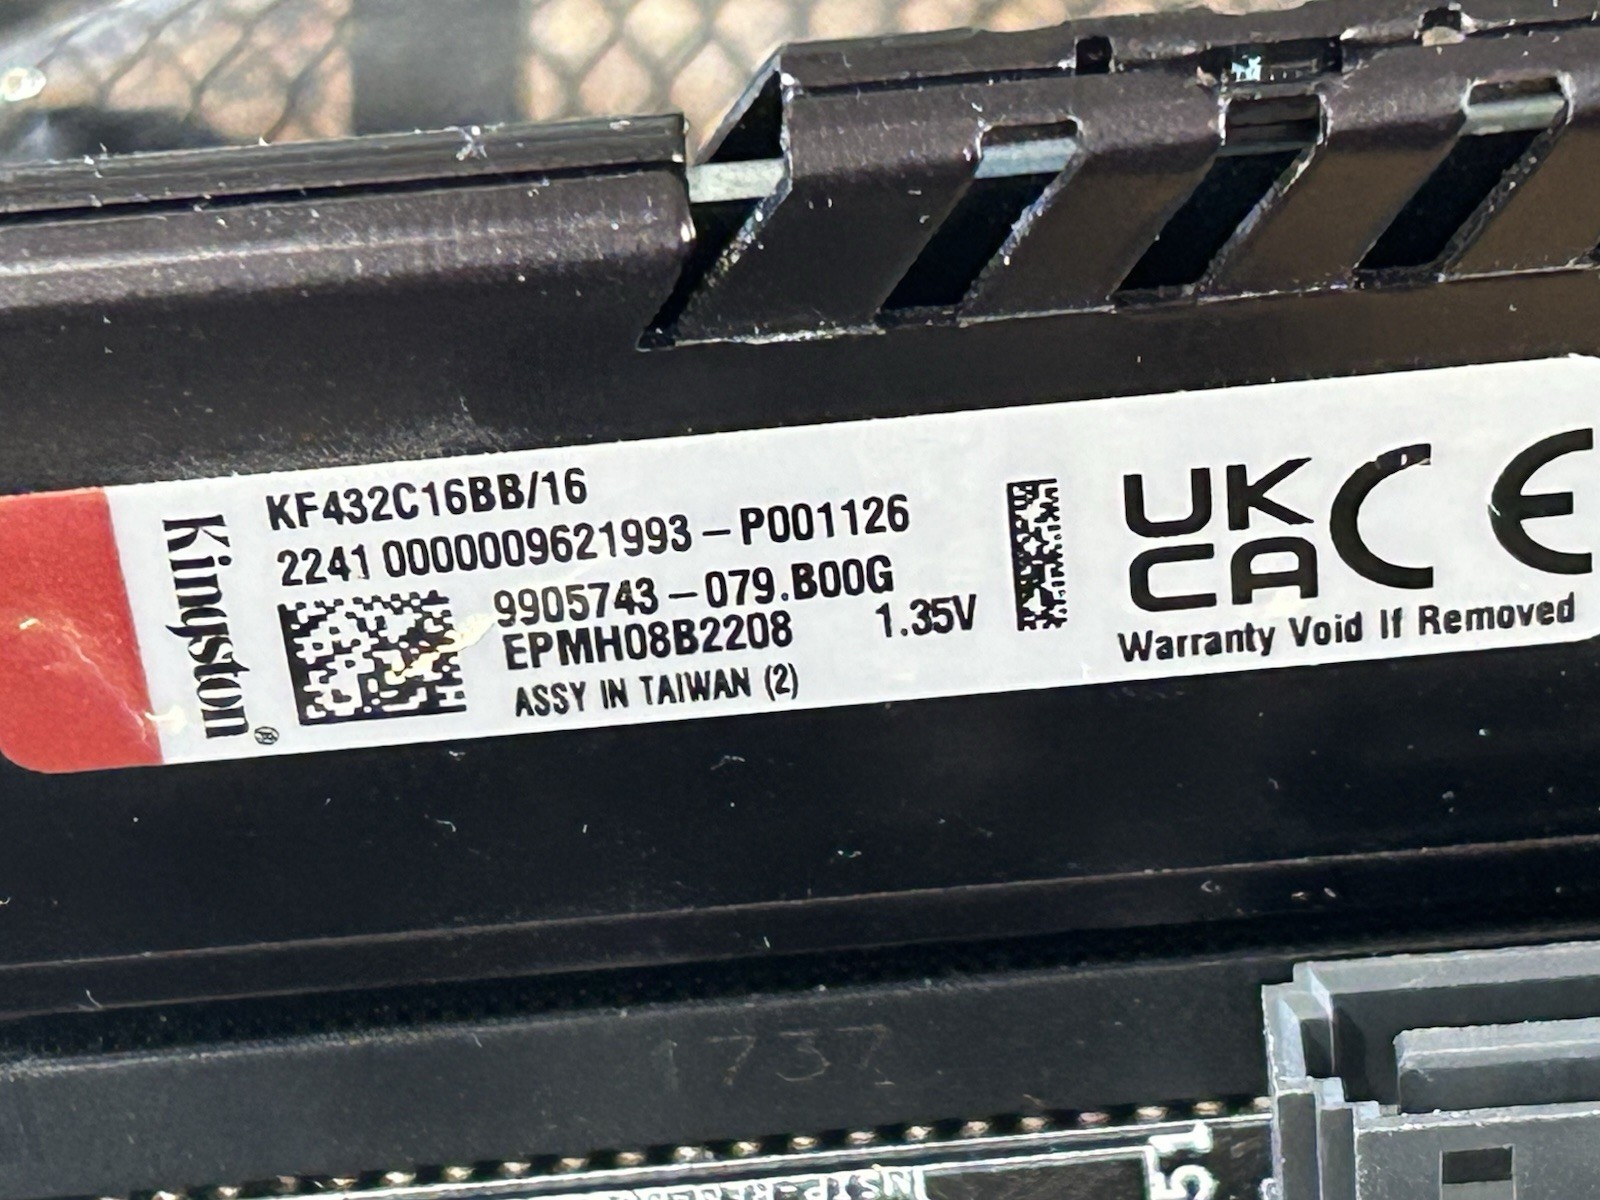 Kingston®
KF432C16BB/16
2241 0000009621993 – P001126
9905743 – 079.B00G
EPMH08B2208
1.35V
ASSY IN TAIWAN (2)
UK
CA
CE
Warranty Void If Removed
1737
51